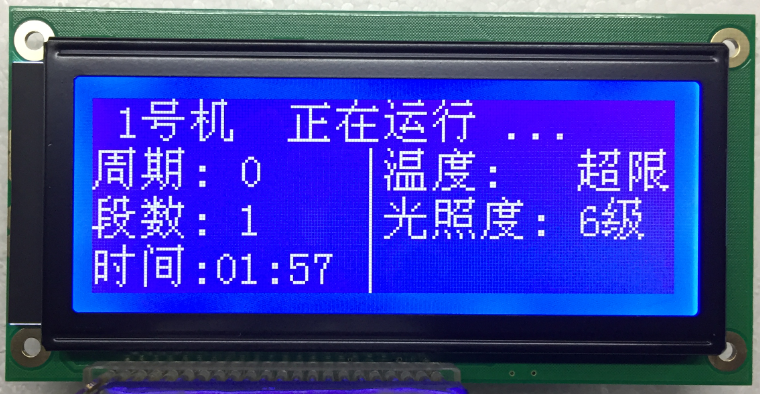 1号机 正在运行 ...
周期: 0 温度: 超限
段数: 1 光照度: 6级
时间:01:57